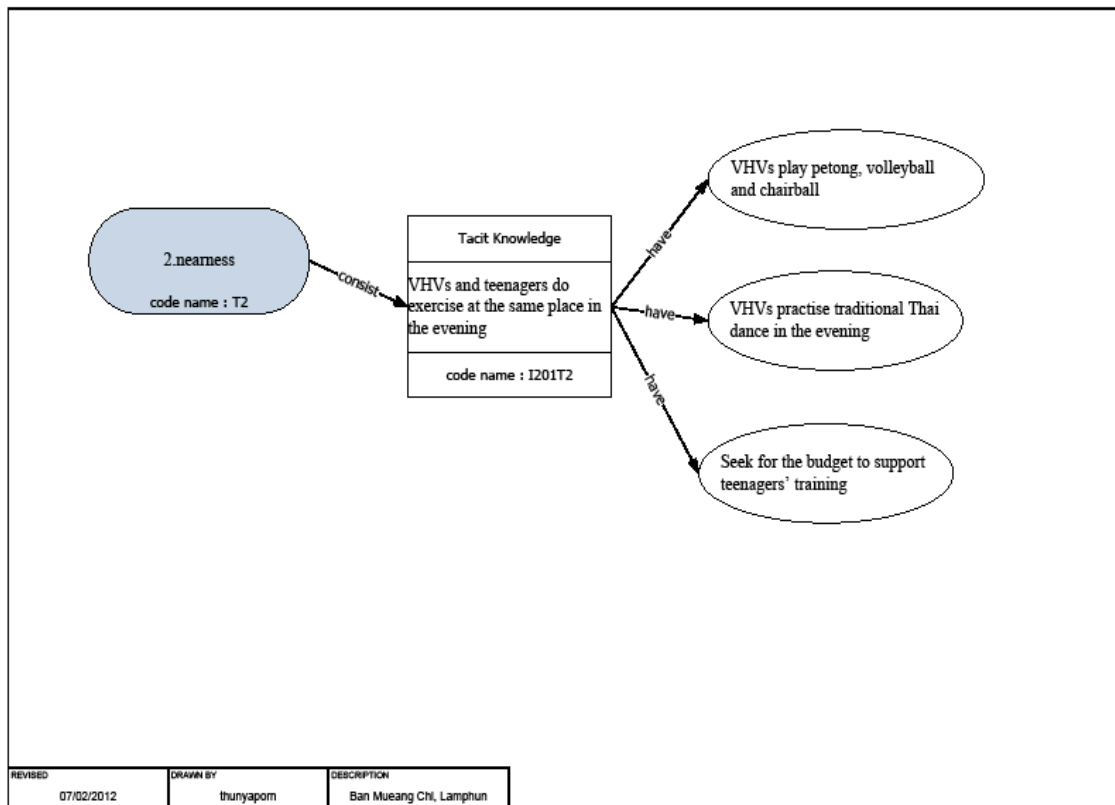 2.nearness
code name : T2
consist
Tacit Knowledge
VHVs and teenagers do
exercise at the same place in
the evening
code name : I201T2
have
VHVs play petong, volleyball
and chairball
have
VHVs practise traditional Thai
dance in the evening
have
Seek for the budget to support
teenagers’ training
REVISED
07/02/2012
DRAWN BY
thunyaporn
DESCRIPTION
Ban Mueang Chi, Lamphun